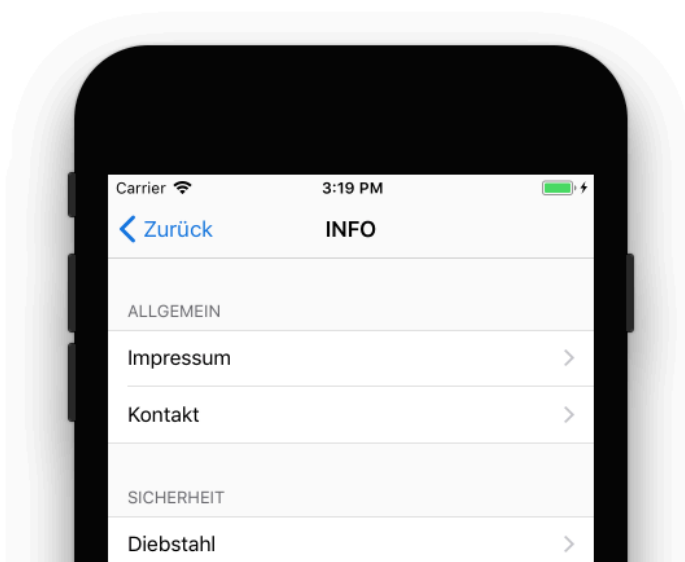 Carrier 3:19 PM
Zurück INFO
ALLGEMEIN
Impressum
Kontakt
SICHERHEIT
Diebstahl